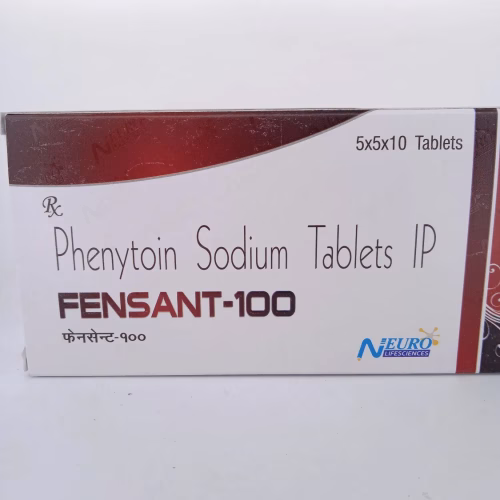 5x5x10 Tablets
Rx
Phenytoin Sodium Tablets IP
FENSANT-100
फेनसेन्ट-१००
NEURO
LIFESCIENCES